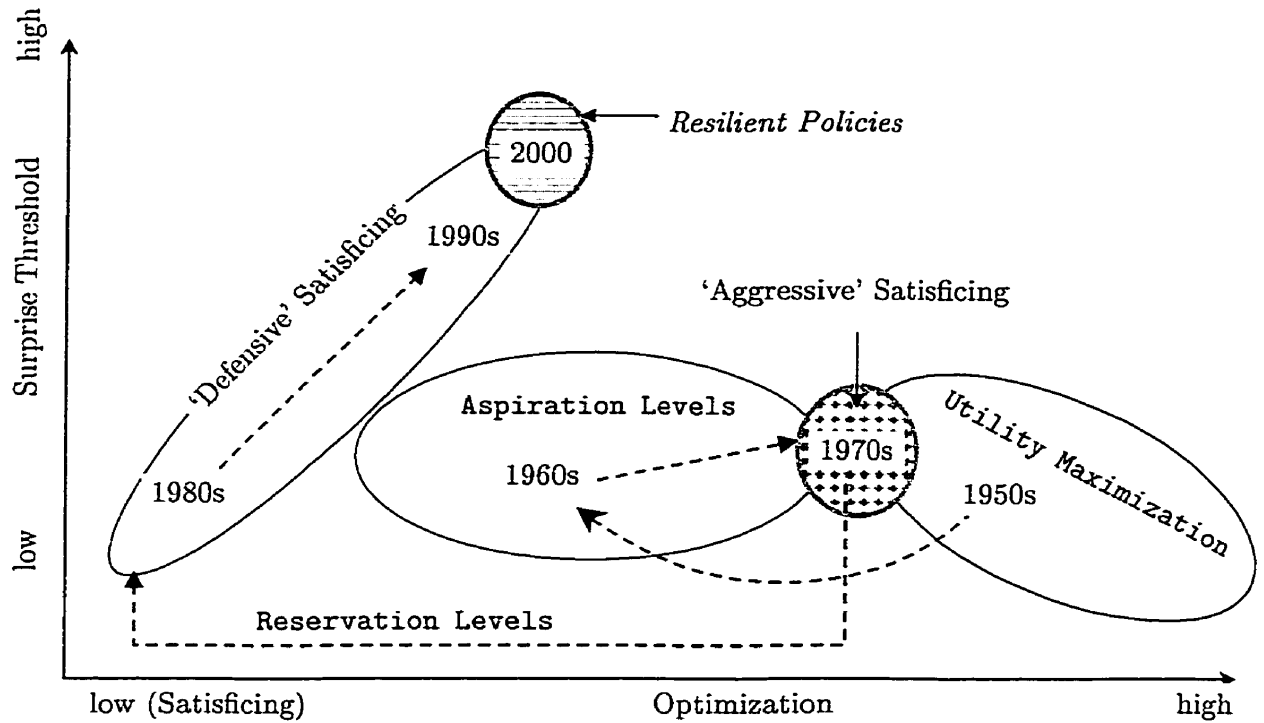 high
Surprise Threshold
low
Resilient Policies
2000
1990s
'Defensive' Satisficing
1980s
'Aggressive' Satisficing
Aspiration Levels
1960s
1970s
Utility Maximization
1950s
Reservation Levels
low (Satisficing)
Optimization
high